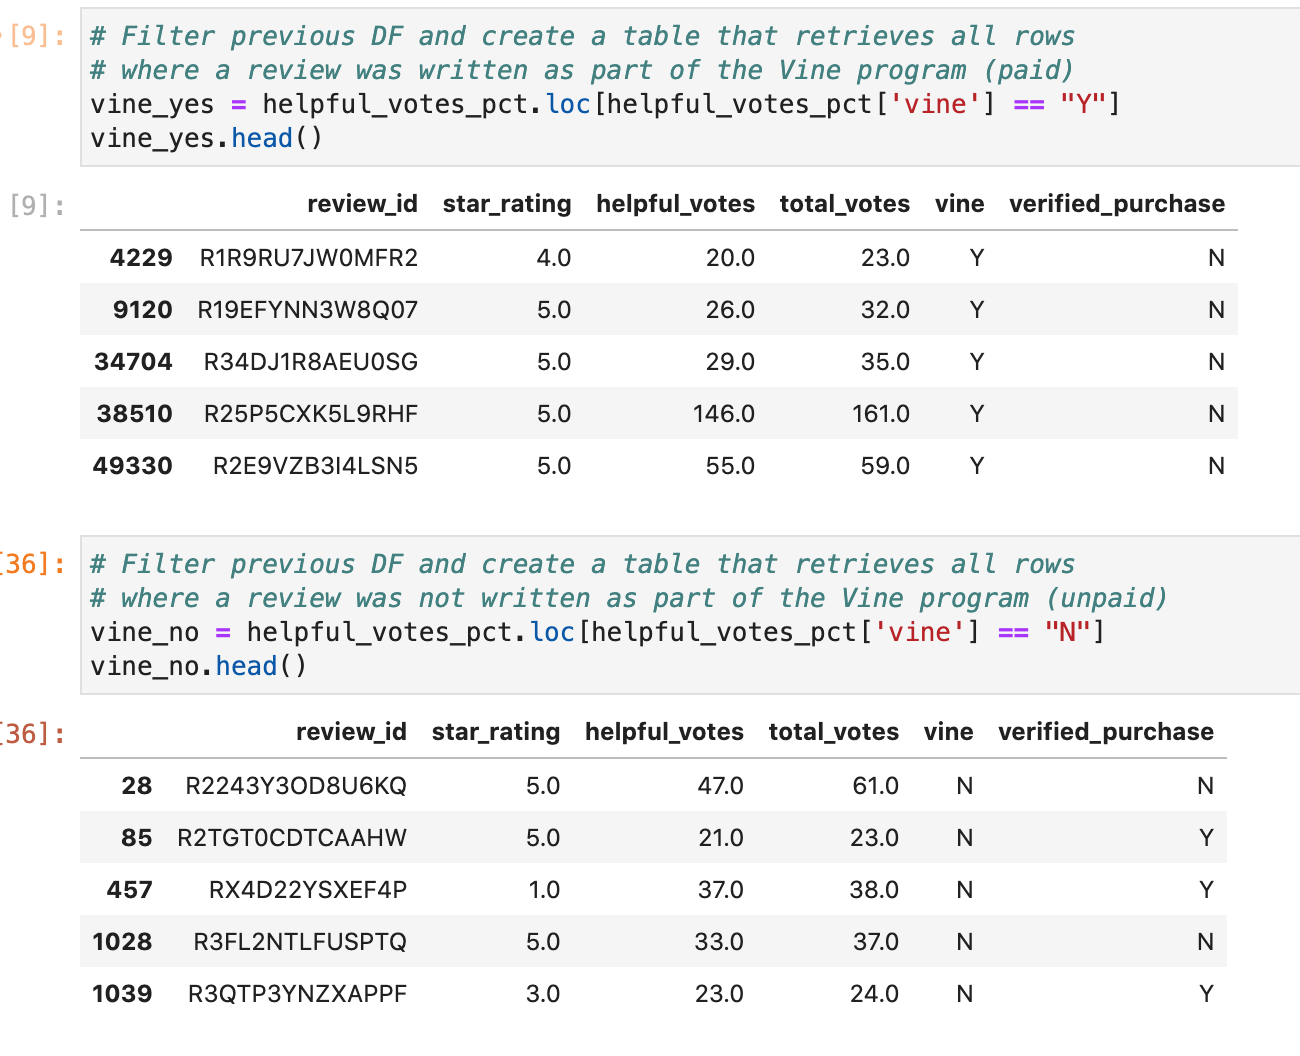 [9]: # Filter previous DF and create a table that retrieves all rows
# where a review was written as part of the Vine program (paid)
vine_yes = helpful_votes_pct.loc[helpful_votes_pct['vine'] == "Y"]
vine_yes.head()
[9]: review_id star_rating helpful_votes total_votes vine verified_purchase
4229 R1R9RU7JW0MFR2 4.0 20.0 23.0 Y N
9120 R19EFYNN3W8Q07 5.0 26.0 32.0 Y N
34704 R34DJ1R8AEU0SG 5.0 29.0 35.0 Y N
38510 R25P5CXK5L9RHF 5.0 146.0 161.0 Y N
49330 R2E9VZB3I4LSN5 5.0 55.0 59.0 Y N
[36]: # Filter previous DF and create a table that retrieves all rows
# where a review was not written as part of the Vine program (unpaid)
vine_no = helpful_votes_pct.loc[helpful_votes_pct['vine'] == "N"]
vine_no.head()
[36]: review_id star_rating helpful_votes total_votes vine verified_purchase
28 R2243Y3OD8U6KQ 5.0 47.0 61.0 N N
85 R2TGT0CDTCAAHW 5.0 21.0 23.0 N Y
457 RX4D22YSXEF4P 1.0 37.0 38.0 N Y
1028 R3FL2NTLFUSPTQ 5.0 33.0 37.0 N N
1039 R3QTP3YNZXAPPF 3.0 23.0 24.0 N Y